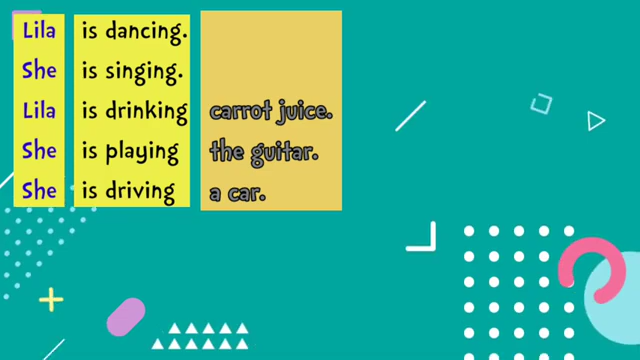 Lila is dancing.
She is singing.
Lila is drinking carrot juice.
She is playing the guitar.
She is driving a car.